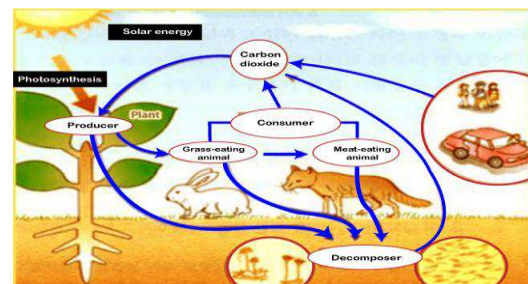 Solar energy
Carbon
dioxide
Photosynthesis
Producer
Plant
Consumer
Grass-eating
animal
Meat-eating
animal
Decomposer